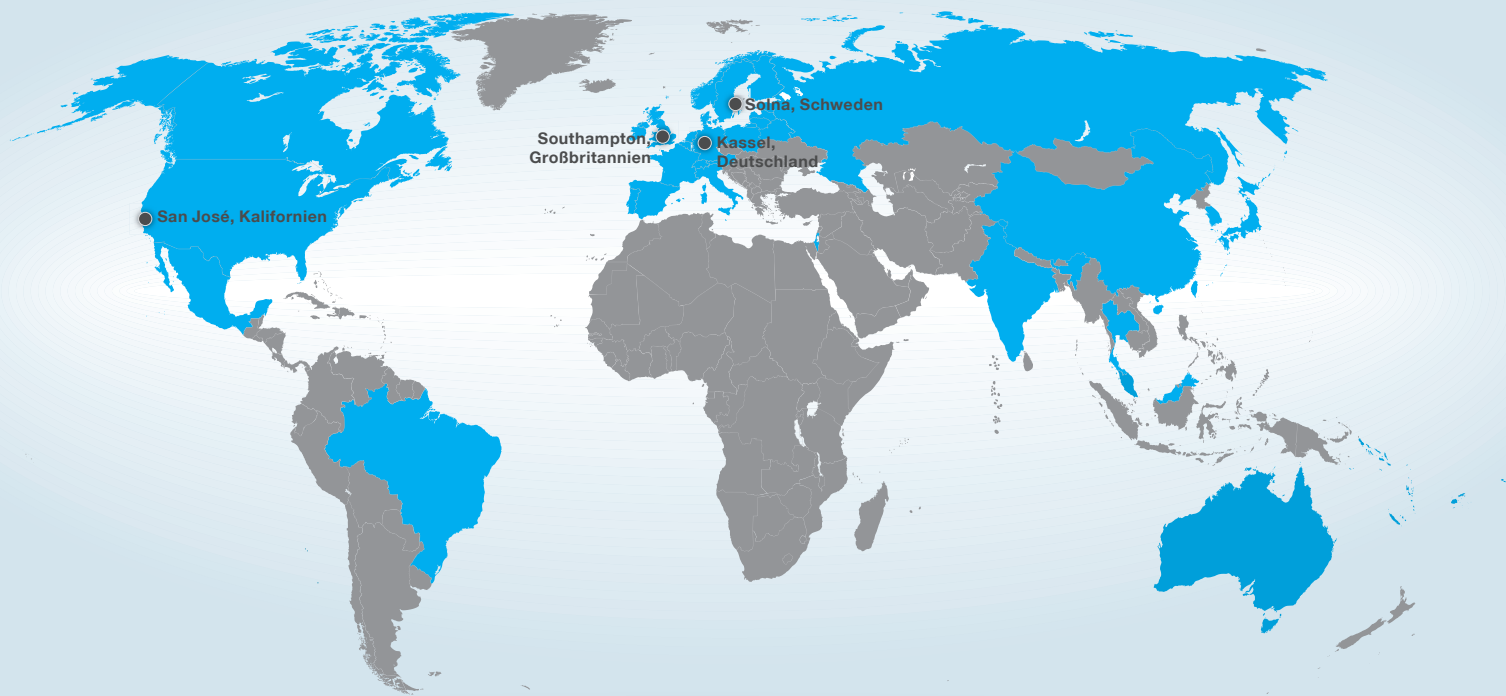 Solna, Schweden
Southampton,
Großbritannien
Kassel,
Deutschland
San José, Kalifornien